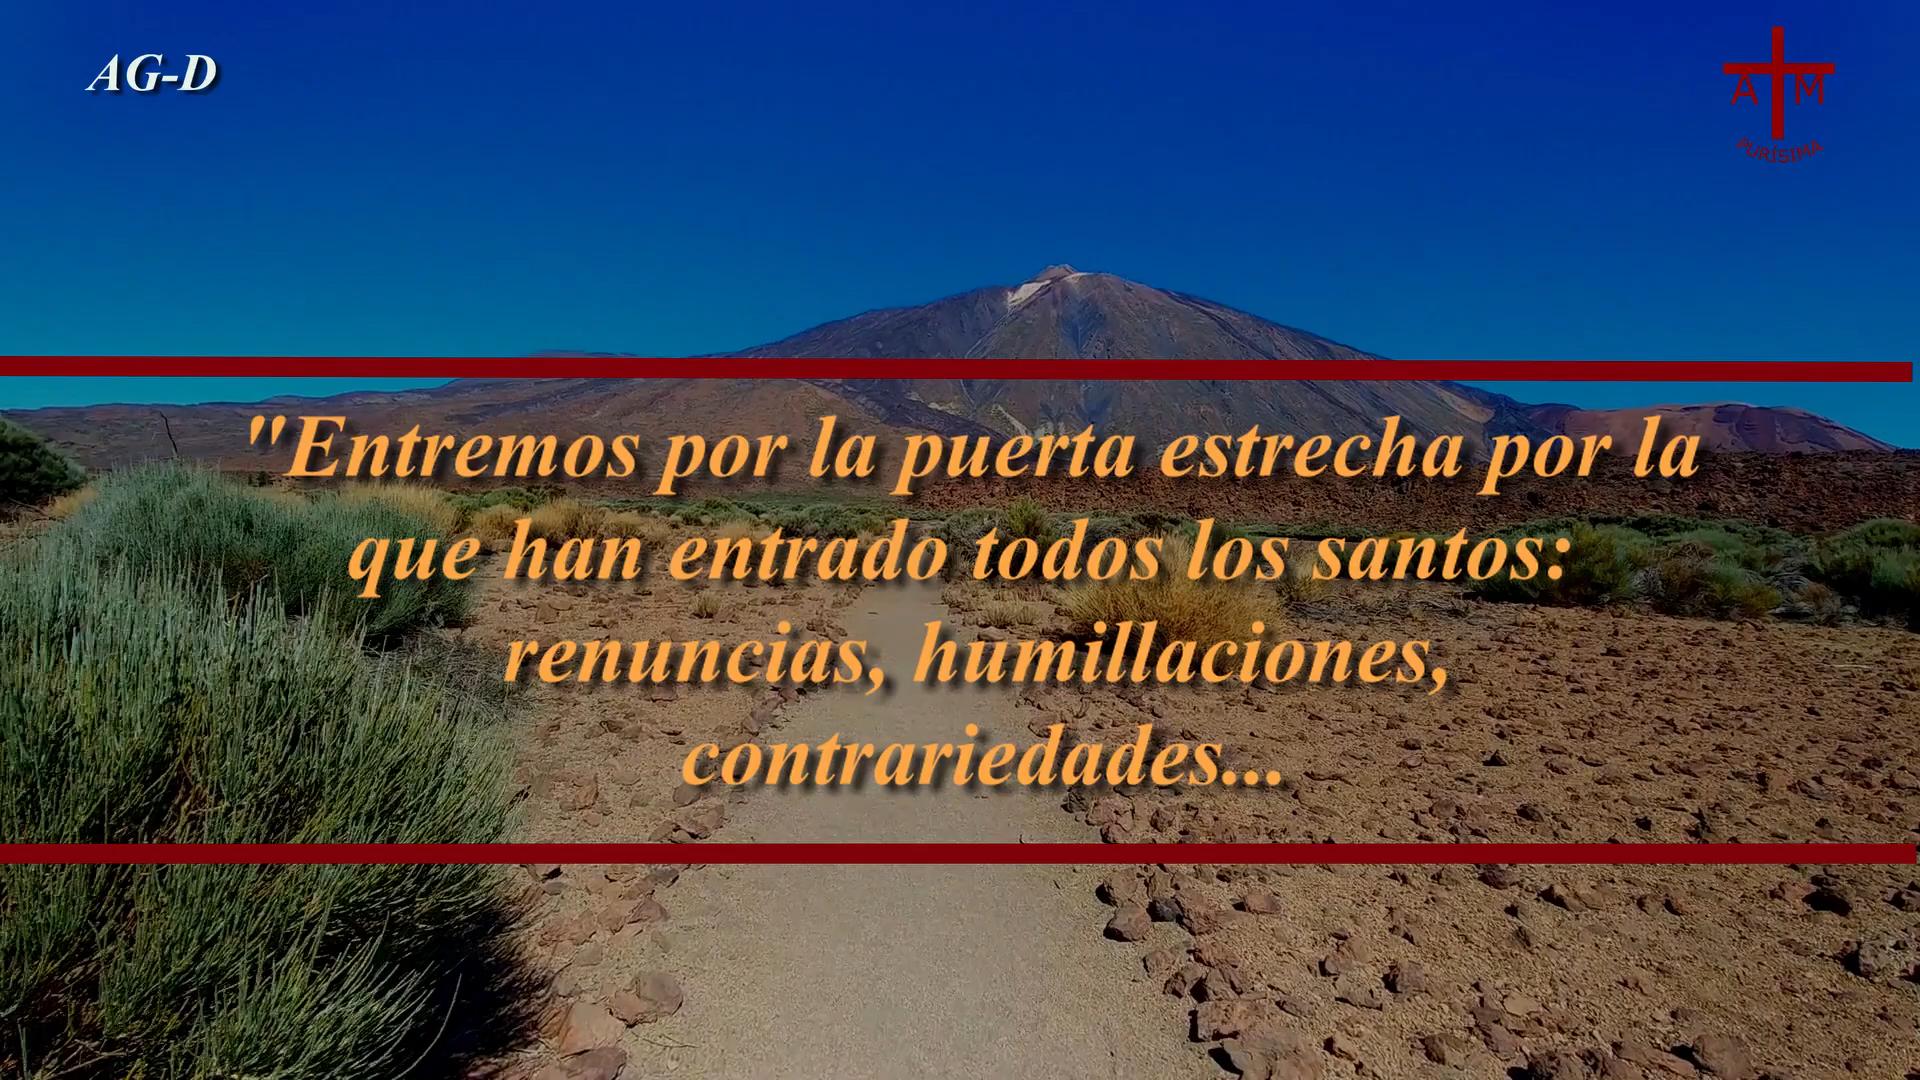 AG-D
A M
PURÍSIMA
"Entremos por la puerta estrecha por la
que han entrado todos los santos:
renuncias, humillaciones,
contrariedades...